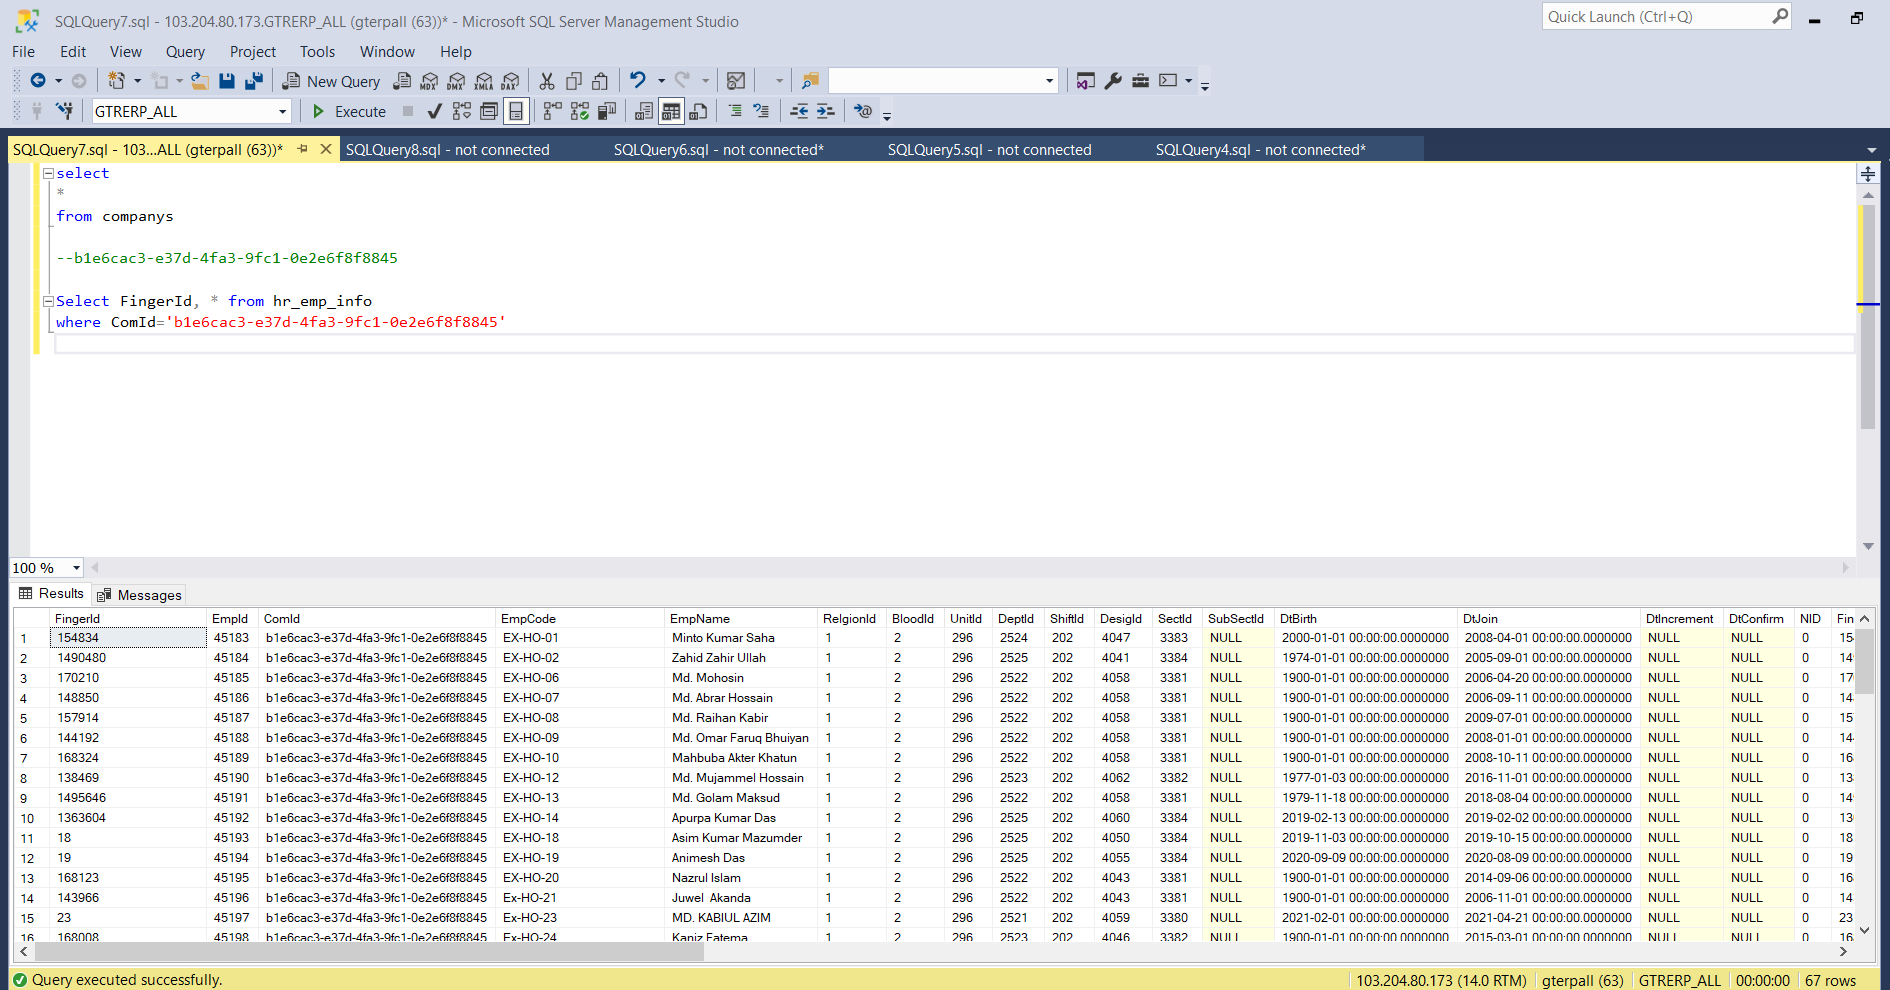 SQLQuery7.sql - 103.204.80.173.GTRERP_ALL (gterpall (63))* - Microsoft SQL Server Management Studio
Quick Launch (Ctrl+Q)
File Edit View Query Project Tools Window Help
New Query MDX DMX XMLA DAX
GTRERP_ALL Execute
SQLQuery7.sql - 103...ALL (gterpall (63))* SQLQuery8.sql - not connected SQLQuery6.sql - not connected* SQLQuery5.sql - not connected SQLQuery4.sql - not connected*
select
*
from companys
--b1e6cac3-e37d-4fa3-9fc1-0e2e6f8f8845
Select FingerId, * from hr_emp_info
where ComId='b1e6cac3-e37d-4fa3-9fc1-0e2e6f8f8845'
100 %
Results Messages
FingerId EmpId ComId EmpCode EmpName RelgionId BloodId UnitId DeptId ShiftId DesigId SectId SubSectId DtBirth DtJoin DtIncrement DtConfirm NID Fin
1 154834 45183 b1e6cac3-e37d-4fa3-9fc1-0e2e6f8f8845 EX-HO-01 Minto Kumar Saha 1 2 296 2524 202 4047 3383 NULL 2000-01-01 00:00:00.0000000 2008-04-01 00:00:00.0000000 NULL NULL 0 15
2 1490480 45184 b1e6cac3-e37d-4fa3-9fc1-0e2e6f8f8845 EX-HO-02 Zahid Zahir Ullah 1 2 296 2525 202 4041 3384 NULL 1974-01-01 00:00:00.0000000 2005-09-01 00:00:00.0000000 NULL NULL 0 14
3 170210 45185 b1e6cac3-e37d-4fa3-9fc1-0e2e6f8f8845 EX-HO-06 Md. Mohosin 1 2 296 2522 202 4058 3381 NULL 1900-01-01 00:00:00.0000000 2006-04-20 00:00:00.0000000 NULL NULL 0 17
4 148850 45186 b1e6cac3-e37d-4fa3-9fc1-0e2e6f8f8845 EX-HO-07 Md. Abrar Hossain 1 2 296 2522 202 4058 3381 NULL 1900-01-01 00:00:00.0000000 2006-09-11 00:00:00.0000000 NULL NULL 0 14
5 157914 45187 b1e6cac3-e37d-4fa3-9fc1-0e2e6f8f8845 EX-HO-08 Md. Raihan Kabir 1 2 296 2522 202 4058 3381 NULL 1900-01-01 00:00:00.0000000 2009-07-01 00:00:00.0000000 NULL NULL 0 15
6 144192 45188 b1e6cac3-e37d-4fa3-9fc1-0e2e6f8f8845 EX-HO-09 Md. Omar Faruq Bhuiyan 1 2 296 2522 202 4058 3381 NULL 1900-01-01 00:00:00.0000000 2008-01-01 00:00:00.0000000 NULL NULL 0 14
7 168324 45189 b1e6cac3-e37d-4fa3-9fc1-0e2e6f8f8845 EX-HO-10 Mahbuba Akter Khatun 1 2 296 2522 202 4058 3381 NULL 1900-01-01 00:00:00.0000000 2008-10-11 00:00:00.0000000 NULL NULL 0 16
8 138469 45190 b1e6cac3-e37d-4fa3-9fc1-0e2e6f8f8845 EX-HO-12 Md. Mujammel Hossain 1 2 296 2523 202 4062 3382 NULL 1977-01-03 00:00:00.0000000 2016-11-01 00:00:00.0000000 NULL NULL 0 13
9 1495646 45191 b1e6cac3-e37d-4fa3-9fc1-0e2e6f8f8845 EX-HO-13 Md. Golam Maksud 1 2 296 2522 202 4058 3381 NULL 1979-11-18 00:00:00.0000000 2018-08-04 00:00:00.0000000 NULL NULL 0 14
10 1363604 45192 b1e6cac3-e37d-4fa3-9fc1-0e2e6f8f8845 EX-HO-14 Apurpa Kumar Das 1 2 296 2525 202 4060 3384 NULL 2019-02-13 00:00:00.0000000 2019-02-02 00:00:00.0000000 NULL NULL 0 13
11 18 45193 b1e6cac3-e37d-4fa3-9fc1-0e2e6f8f8845 EX-HO-18 Asim Kumar Mazumder 1 2 296 2525 202 4050 3384 NULL 2019-11-03 00:00:00.0000000 2019-10-15 00:00:00.0000000 NULL NULL 0 18
12 19 45194 b1e6cac3-e37d-4fa3-9fc1-0e2e6f8f8845 EX-HO-19 Animesh Das 1 2 296 2525 202 4055 3384 NULL 2020-09-09 00:00:00.0000000 2020-08-09 00:00:00.0000000 NULL NULL 0 19
13 168123 45195 b1e6cac3-e37d-4fa3-9fc1-0e2e6f8f8845 EX-HO-20 Nazrul Islam 1 2 296 2522 202 4043 3381 NULL 1900-01-01 00:00:00.0000000 2014-09-06 00:00:00.0000000 NULL NULL 0 16
14 143966 45196 b1e6cac3-e37d-4fa3-9fc1-0e2e6f8f8845 Ex-HO-21 Juwel Akanda 1 2 296 2522 202 4043 3381 NULL 1900-01-01 00:00:00.0000000 2006-11-01 00:00:00.0000000 NULL NULL 0 14
15 23 45197 b1e6cac3-e37d-4fa3-9fc1-0e2e6f8f8845 Ex-HO-23 MD. KABIUL AZIM 1 2 296 2521 202 4059 3380 NULL 2021-02-01 00:00:00.0000000 2021-04-21 00:00:00.0000000 NULL NULL 0 23
16 168008 45198 b1e6cac3-e37d-4fa3-9fc1-0e2e6f8f8845 Ex-HO-24 Kaniz Fatema 1 2 296 2523 202 4046 3382 NULL 1900-01-01 00:00:00.0000000 2015-03-01 00:00:00.0000000 NULL NULL 0 16
Query executed successfully. 103.204.80.173 (14.0 RTM) gterpall (63) GTRERP_ALL 00:00:00 67 rows